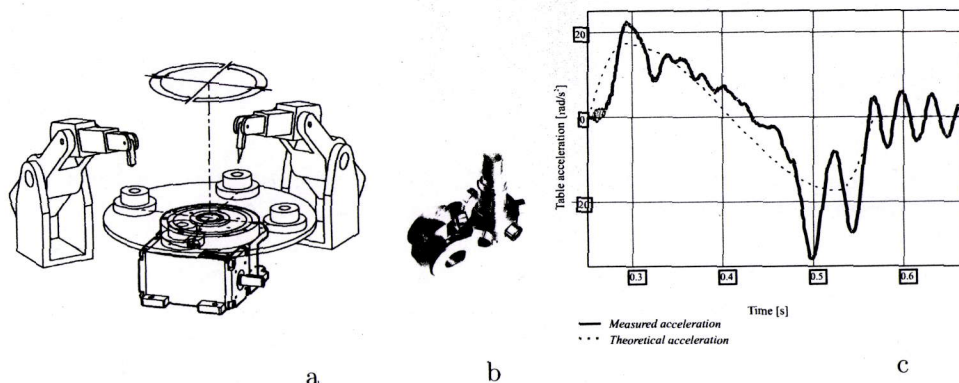 20
0
20
Table acceleration [rad/s²]
0.3
0.4
0.5
0.6
Time [s]
Measured acceleration
Theoretical acceleration
a
b
c